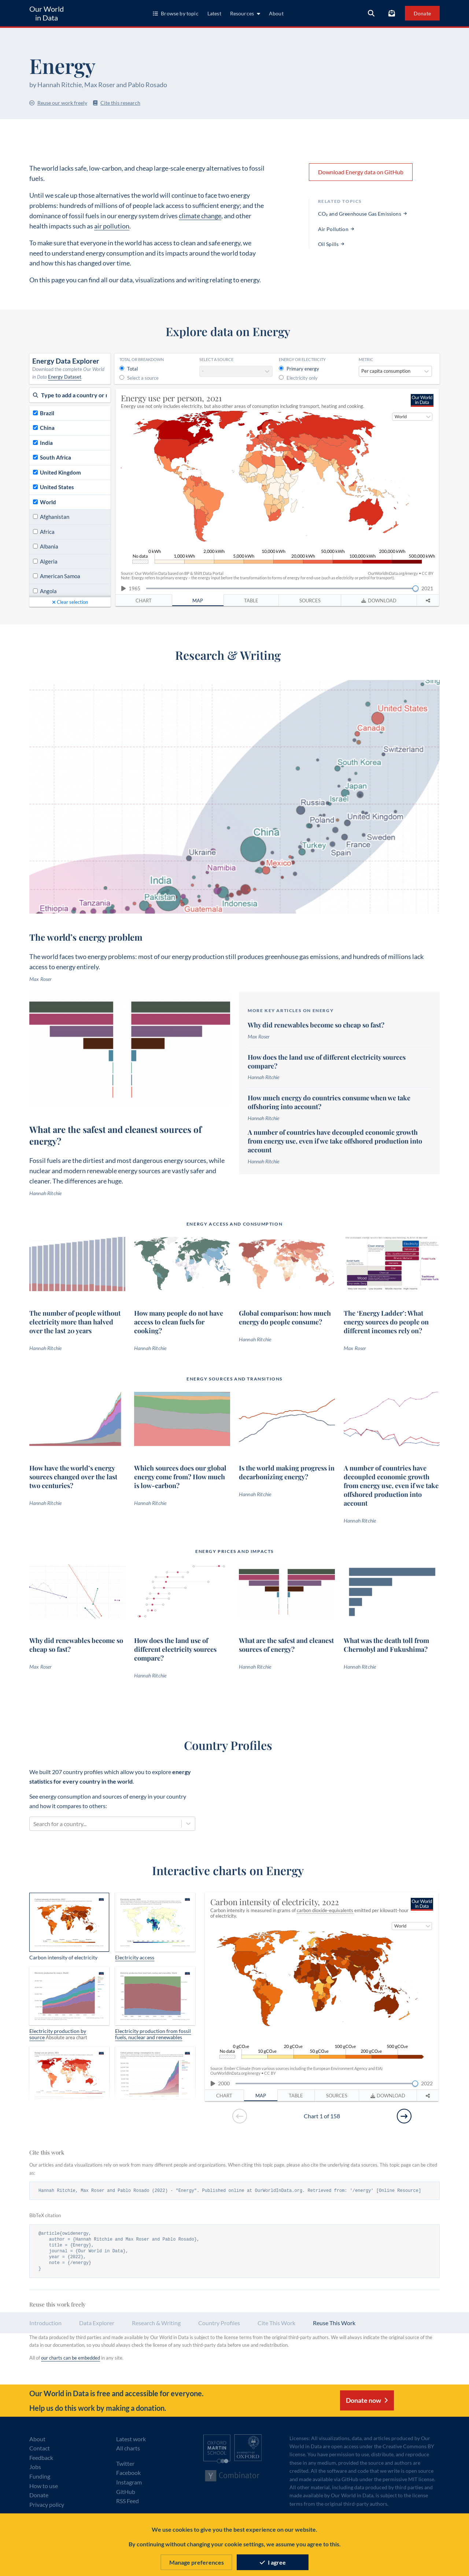 Our World
in Data
Browse by topic
Latest
Resources
About
Donate
Energy
by Hannah Ritchie, Max Roser and Pablo Rosado
Reuse our work freely
Cite this research
The world lacks safe, low-carbon, and cheap large-scale energy alternatives to fossil
fuels.
Until we scale up those alternatives the world will continue to face two energy
problems: hundreds of millions of people lack access to sufficient energy; and the
dominance of fossil fuels in our energy system drives climate change, and other
health impacts such as air pollution.
To make sure that everyone in the world has access to clean and safe energy, we
need to understand energy consumption and its impacts around the world today
and how this has changed over time.
On this page you can find all our data, visualizations and writing relating to energy.
Download Energy data on GitHub
RELATED TOPICS
CO₂ and Greenhouse Gas Emissions →
Air Pollution →
Oil Spills →
Explore data on Energy
Energy Data Explorer
Download the complete Our World
in Data Energy Dataset.
Type to add a country or r
Brazil
China
India
South Africa
United Kingdom
United States
World
Afghanistan
Africa
Albania
Algeria
American Samoa
Angola
Clear selection
TOTAL OR BREAKDOWN
Total
Select a source
SELECT A SOURCE
ENERGY OR ELECTRICITY
Primary energy
Electricity only
METRIC
Per capita consumption
Energy use per person, 2021
Energy use not only includes electricity, but also other areas of consumption including transport, heating and cooking.
Our World
in Data
World
No data
0 kWh
1,000 kWh
2,000 kWh
5,000 kWh
10,000 kWh
20,000 kWh
50,000 kWh
100,000 kWh
200,000 kWh
500,000 kWh
Source: Our World in Data based on BP & Shift Data Portal
OurWorldInData.org/energy • CC BY
Note: Energy refers to primary energy – the energy input before the transformation to forms of energy for end-use (such as electricity or petrol for transport).
1965
2021
CHART
MAP
TABLE
SOURCES
DOWNLOAD
Research & Writing
Sing
United States
Canada
Switzerland
South Korea
Japan
Israel
Russia
Poland
United Kingdom
China
Sweden
Turkey
France
Ukraine
Spain
Mexico
Namibia
India
Pakistan
Tanzania
Indonesia
Ethiopia
Guatemala
The world's energy problem
The world faces two energy problems: most of our energy production still produces greenhouse gas emissions, and hundreds of millions lack
access to energy entirely.
Max Roser
What are the safest and cleanest sources of
energy?
Fossil fuels are the dirtiest and most dangerous energy sources, while
nuclear and modern renewable energy sources are vastly safer and
cleaner. The differences are huge.
Hannah Ritchie
MORE KEY ARTICLES ON ENERGY
Why did renewables become so cheap so fast?
Max Roser
How does the land use of different electricity sources
compare?
Hannah Ritchie
How much energy do countries consume when we take
offshoring into account?
Hannah Ritchie
A number of countries have decoupled economic growth
from energy use, even if we take offshored production into
account
Hannah Ritchie
ENERGY ACCESS AND CONSUMPTION
The number of people without
electricity more than halved
over the last 20 years
Hannah Ritchie
How many people do not have
access to clean fuels for
cooking?
Hannah Ritchie
Global comparison: how much
energy do people consume?
Hannah Ritchie
The 'Energy Ladder': What
energy sources do people on
different incomes rely on?
Max Roser
ENERGY SOURCES AND TRANSITIONS
How have the world's energy
sources changed over the last
two centuries?
Hannah Ritchie
Which sources does our global
energy come from? How much
is low-carbon?
Hannah Ritchie
Is the world making progress in
decarbonizing energy?
Hannah Ritchie
A number of countries have
decoupled economic growth
from energy use, even if we take
offshored production into
account
Hannah Ritchie
ENERGY PRICES AND IMPACTS
Why did renewables become so
cheap so fast?
Max Roser
How does the land use of
different electricity sources
compare?
Hannah Ritchie
What are the safest and cleanest
sources of energy?
Hannah Ritchie
What was the death toll from
Chernobyl and Fukushima?
Hannah Ritchie
Country Profiles
We built 207 country profiles which allow you to explore energy
statistics for every country in the world.
See energy consumption and sources of energy in your country
and how it compares to others:
Search for a country...
Interactive charts on Energy
Carbon intensity of electricity
Electricity access
Electricity production by
source Absolute area chart
Electricity production from fossil
fuels, nuclear and renewables
Carbon intensity of electricity, 2022
Carbon intensity is measured in grams of carbon dioxide-equivalents emitted per kilowatt-hour
of electricity.
Our World
in Data
World
No data
0 gCO₂e
10 gCO₂e
20 gCO₂e
50 gCO₂e
100 gCO₂e
200 gCO₂e
500 gCO₂e
Source: Ember Climate (from various sources including the European Environment Agency and EIA)
OurWorldInData.org/energy • CC BY
2000
2022
CHART
MAP
TABLE
SOURCES
DOWNLOAD
Chart 1 of 158
Cite this work
Our articles and data visualizations rely on work from many different people and organizations. When citing this topic page, please also cite the underlying data sources. This topic page can be cited
as:
Hannah Ritchie, Max Roser and Pablo Rosado (2022) - "Energy". Published online at OurWorldInData.org. Retrieved from: '/energy' [Online Resource]
BibTeX citation
@article{owidenergy,
author = {Hannah Ritchie and Max Roser and Pablo Rosado},
title = {Energy},
journal = {Our World in Data},
year = {2022},
note = {/energy}
}
Reuse this work freely
Introduction
Data Explorer
Research & Writing
Country Profiles
Cite This Work
Reuse This Work
The data produced by third parties and made available by Our World in Data is subject to the license terms from the original third-party authors. We will always indicate the original source of the
data in our documentation, so you should always check the license of any such third-party data before use and redistribution.
All of our charts can be embedded in any site.
Our World in Data is free and accessible for everyone.
Help us do this work by making a donation.
Donate now
About
Contact
Feedback
Jobs
Funding
How to use
Donate
Privacy policy
Latest work
All charts
Twitter
Facebook
Instagram
GitHub
RSS Feed
OXFORD
MARTIN
SCHOOL
UNIVERSITY OF
OXFORD
Y Combinator
Licenses: All visualizations, data, and articles produced by Our
World in Data are open access under the Creative Commons BY
license. You have permission to use, distribute, and reproduce
these in any medium, provided the source and authors are
credited. All the software and code that we write is open source
and made available via GitHub under the permissive MIT license.
All other material, including data produced by third parties and
made available by Our World in Data, is subject to the license
terms from the original third-party authors.
We use cookies to give you the best experience on our website.
By continuing without changing your cookie settings, we assume you agree to this.
Manage preferences
I agree